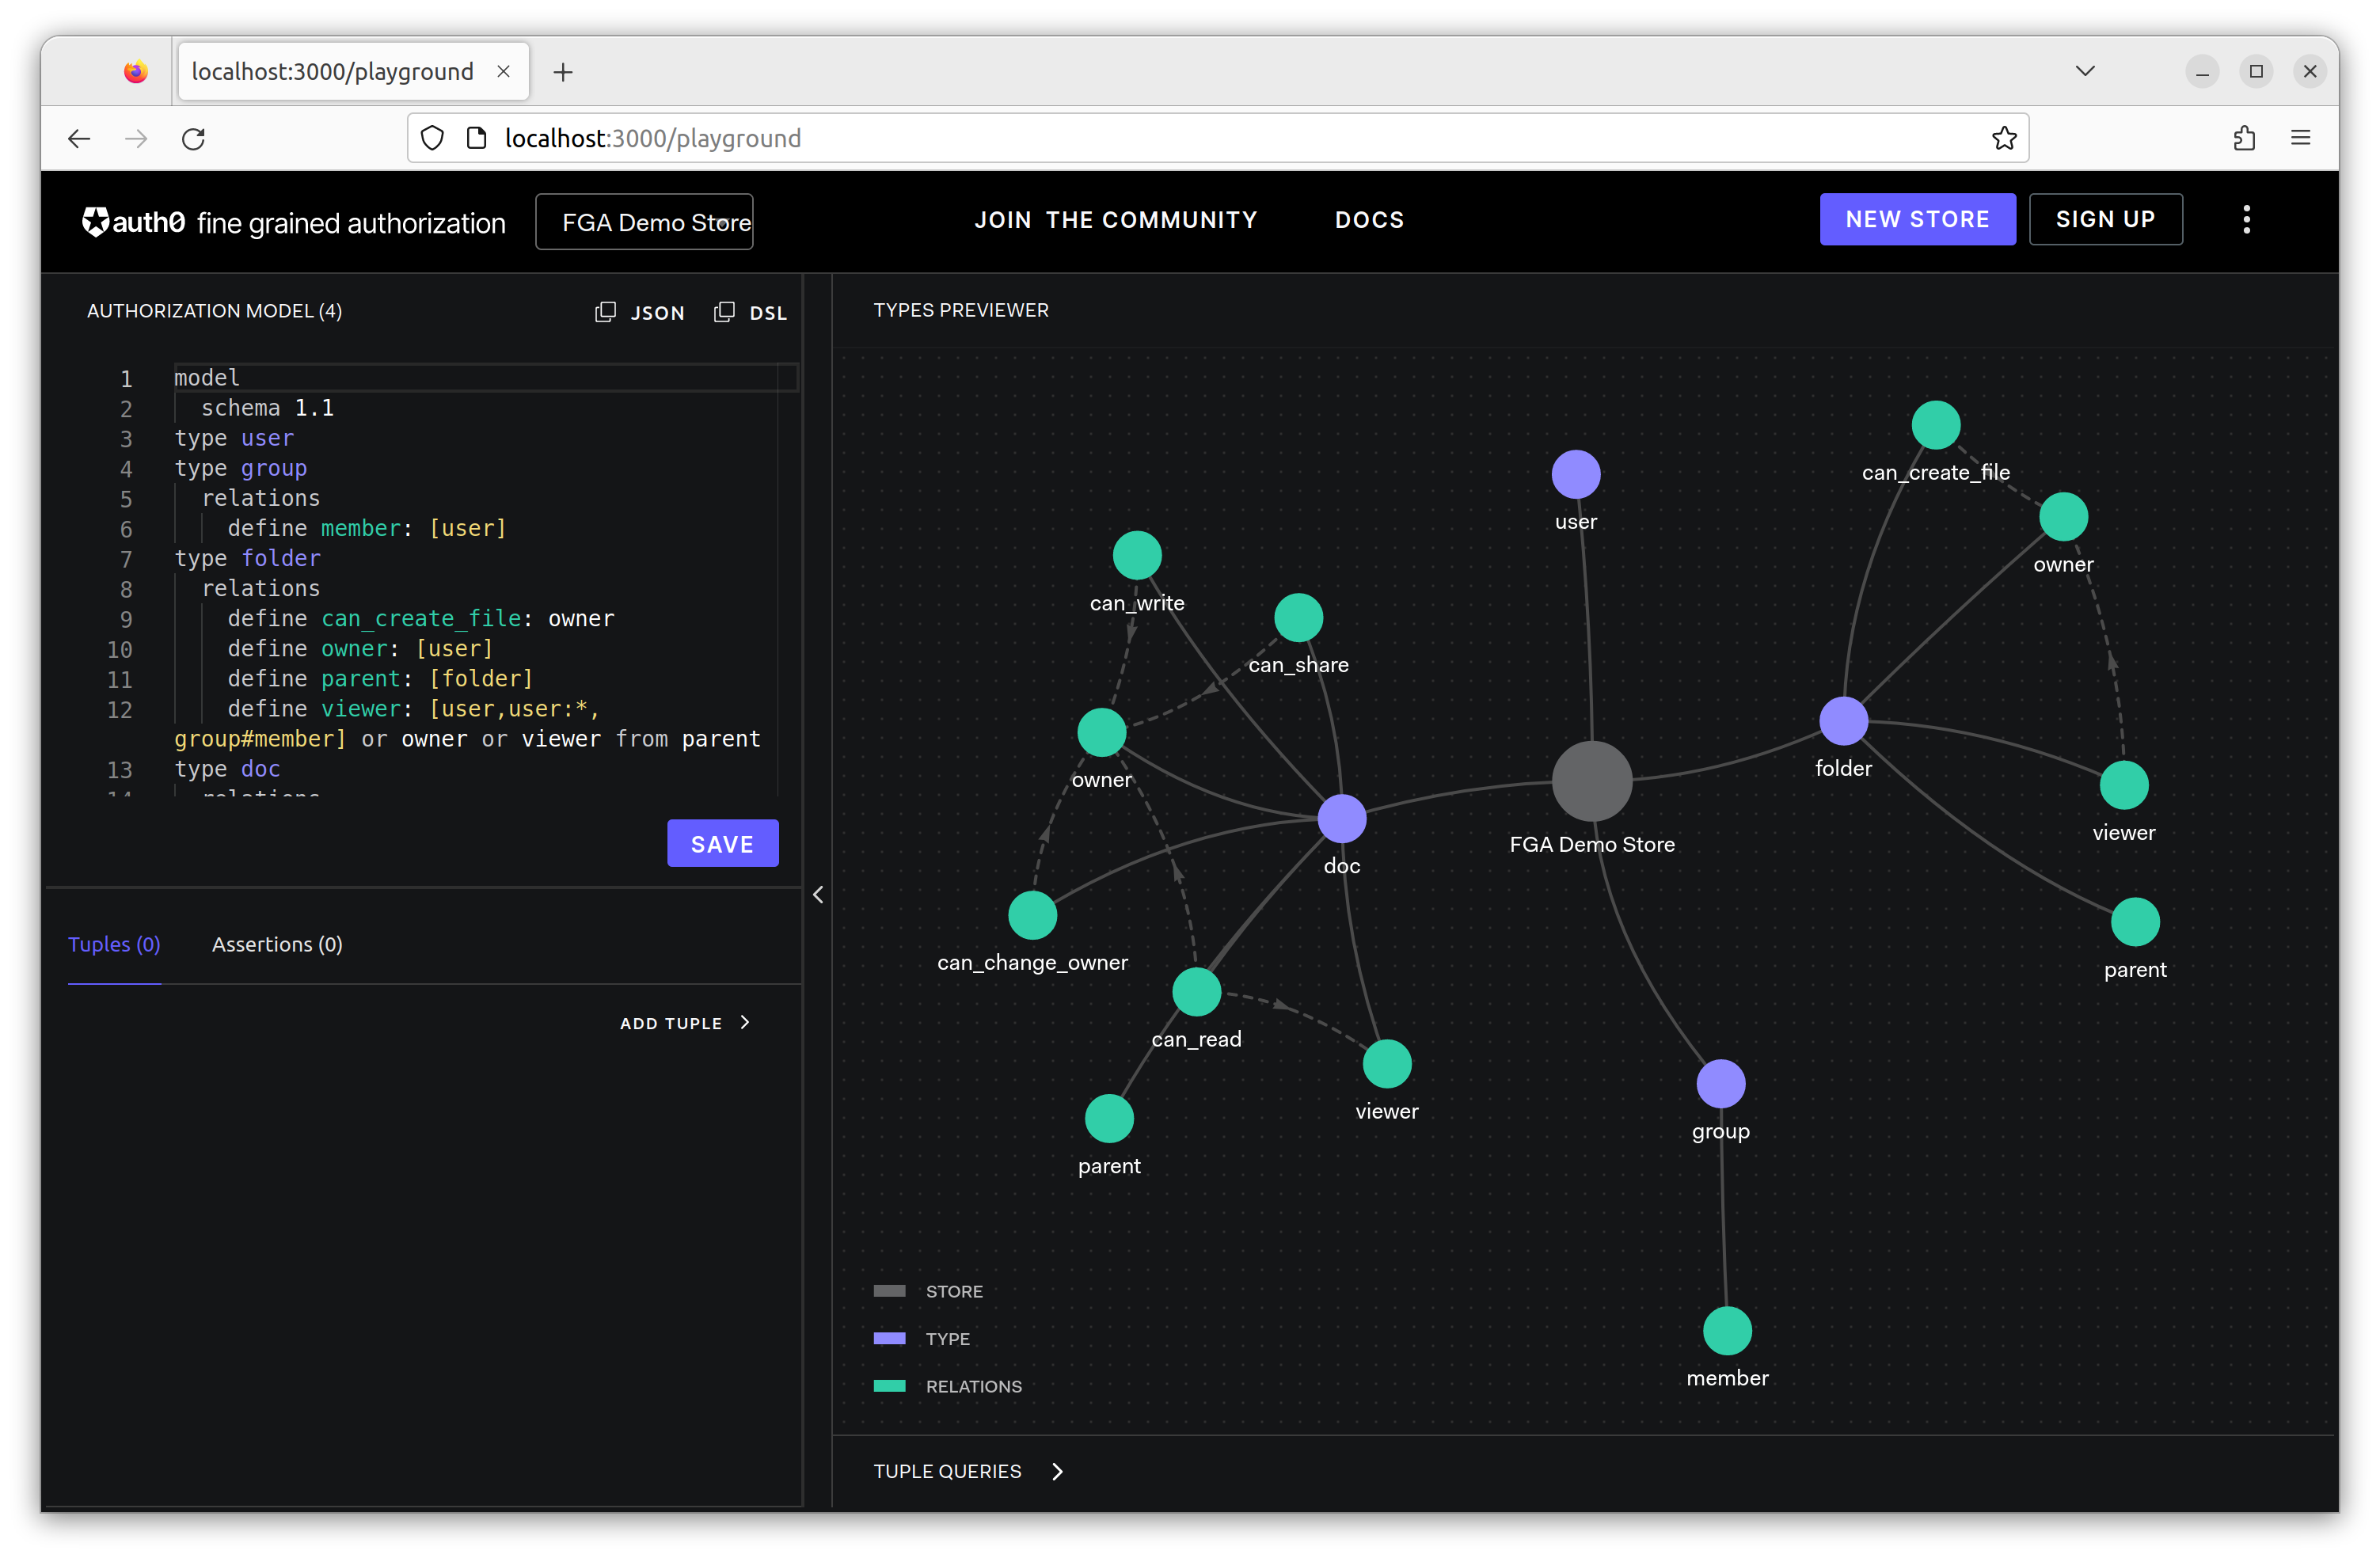 localhost:3000/playground
localhost:3000/playground
auth0 fine grained authorization
FGA Demo Store
JOIN THE COMMUNITY
DOCS
NEW STORE
SIGN UP
AUTHORIZATION MODEL (4)
JSON
DSL
1 model
2 schema 1.1
3 type user
4 type group
5 relations
6 define member: [user]
7 type folder
8 relations
9 define can_create_file: owner
10 define owner: [user]
11 define parent: [folder]
12 define viewer: [user,user:*,
group#member] or owner or viewer from parent
13 type doc
14 relations
SAVE
Tuples (0)
Assertions (0)
ADD TUPLE
TYPES PREVIEWER
can_create_file
user
owner
can_write
can_share
owner
folder
viewer
FGA Demo Store
doc
can_change_owner
parent
can_read
viewer
group
parent
member
STORE
TYPE
RELATIONS
TUPLE QUERIES